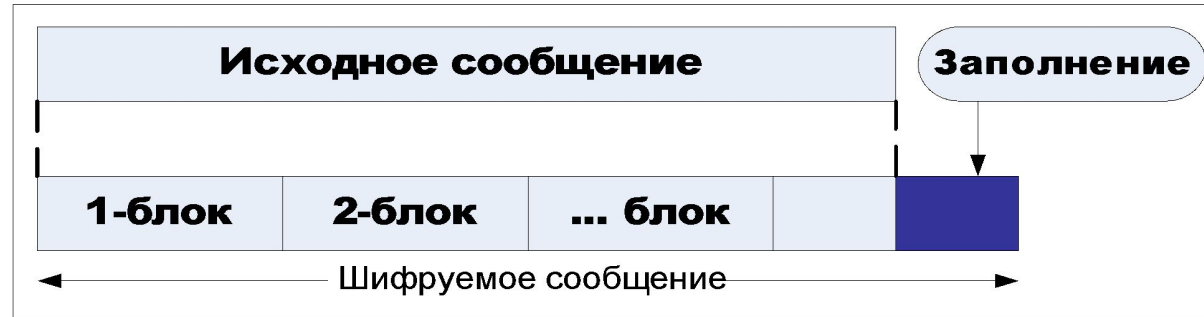 Исходное сообщение
Заполнение
1-блок
2-блок
... блок
Шифруемое сообщение